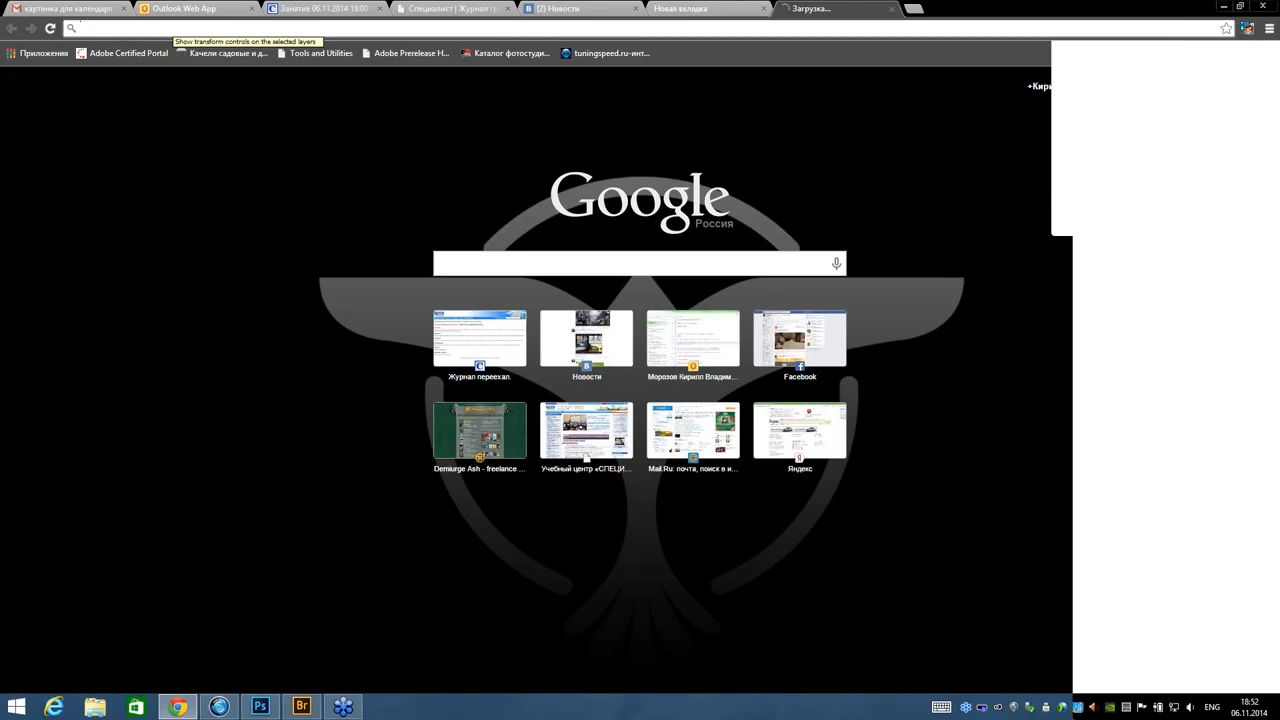 картинка для календаря
Outlook Web App
Занятие 06.11.2014 18:00
Специалист | Журнал гр
(2) Новости
Новая вкладка
Загрузка...
Show transform controls on the selected layers
Приложения
Adobe Certified Portal
Качели садовые и д...
Tools and Utilities
Adobe Prerelease H...
Каталог фотостуди...
tuningspeed.ru-инт...
+Кири
Google
Россия
Журнал переехал.
Новости
Морозов Кирилл Владим...
Facebook
Demiurge Ash - freelance ...
Учебный центр «СПЕЦИ...
Mail.Ru: почта, поиск в и...
Яндекс
Ps
Br
ENG
18:52
06.11.2014